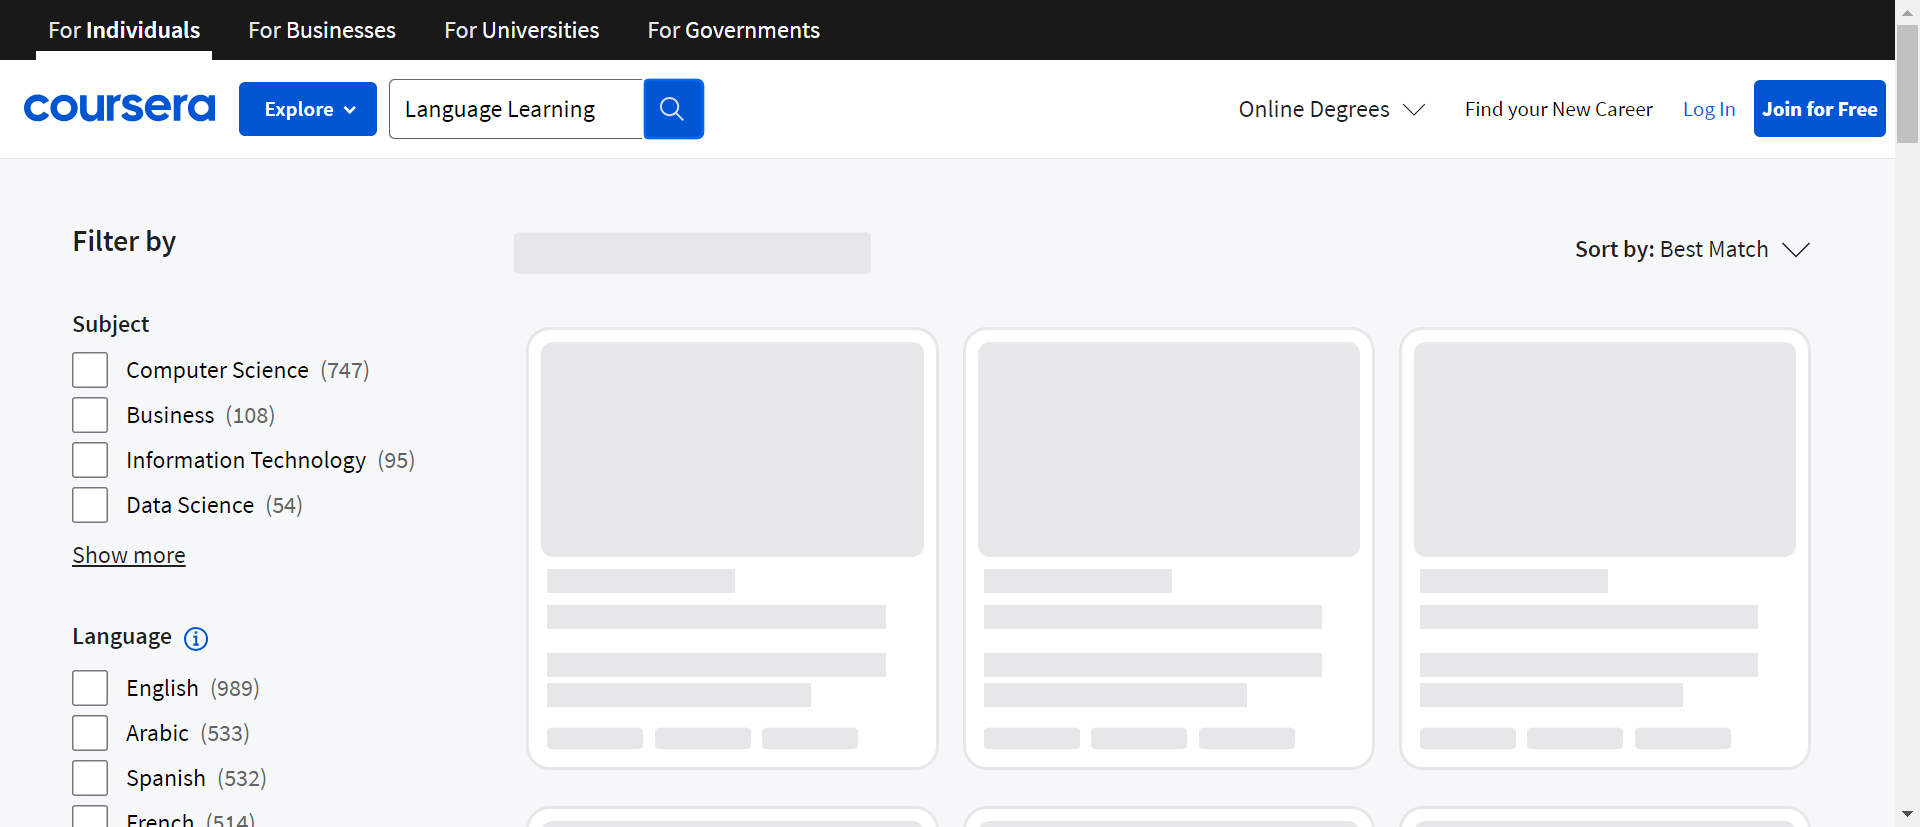 For Individuals
For Businesses
For Universities
For Governments
coursera
Explore
Language Learning
Online Degrees
Find your New Career
Log In
Join for Free
Filter by
Sort by: Best Match
Subject
Computer Science (747)
Business (108)
Information Technology (95)
Data Science (54)
Show more
Language
English (989)
Arabic (533)
Spanish (532)
French (514)